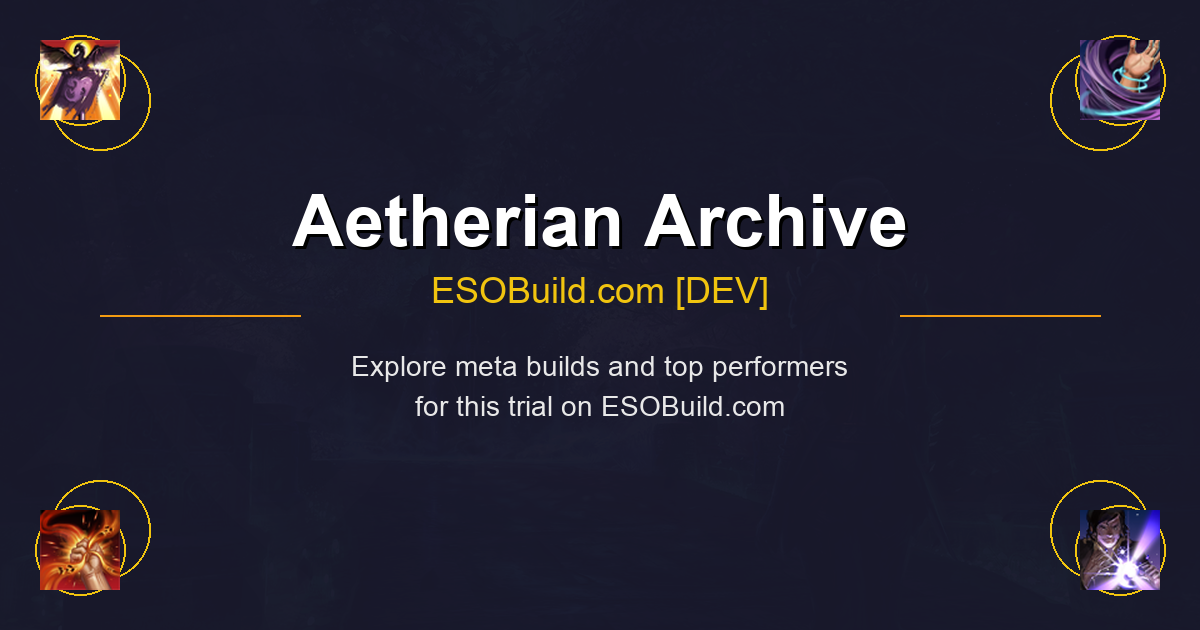 Aetherian Archive
ESOBuild.com [DEV]
Explore meta builds and top performers
for this trial on ESOBuild.com